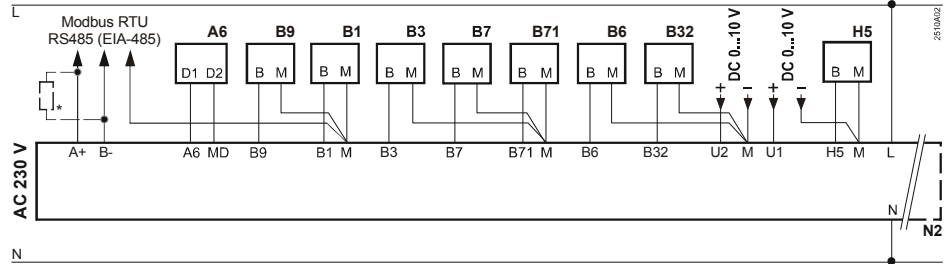 L
Modbus RTU
RS485 (EIA-485)
A6 B9 B1 B3 B7 B71 B6 B32 DC 0...10 V DC 0...10 V H5
2510A02
D1 D2 B M B M B M B M B M B M B M B M
*
+ – + –
A+ B- A6 MD B9 B1 M B3 B7 B71 M B6 B32 U2 M U1 H5 M L
AC 230 V
N
N2
N